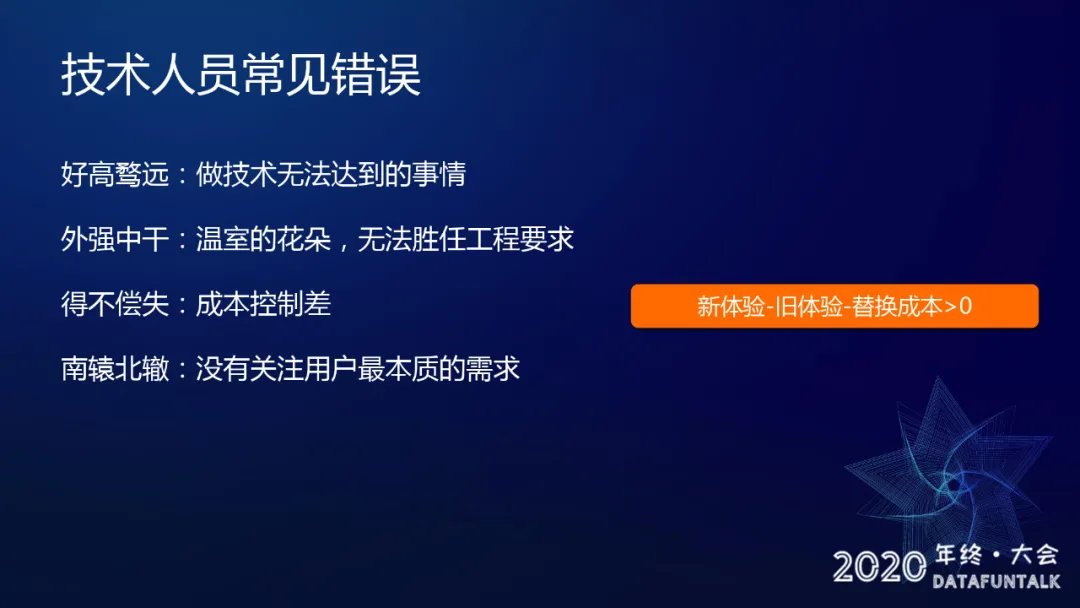 技术人员常见错误
好高骛远：做技术无法达到的事情
外强中干：温室的花朵，无法胜任工程要求
得不偿失：成本控制差
新体验-旧体验-替换成本>0
南辕北辙：没有关注用户最本质的需求
2020 年终·大会
DATAFUNTALK